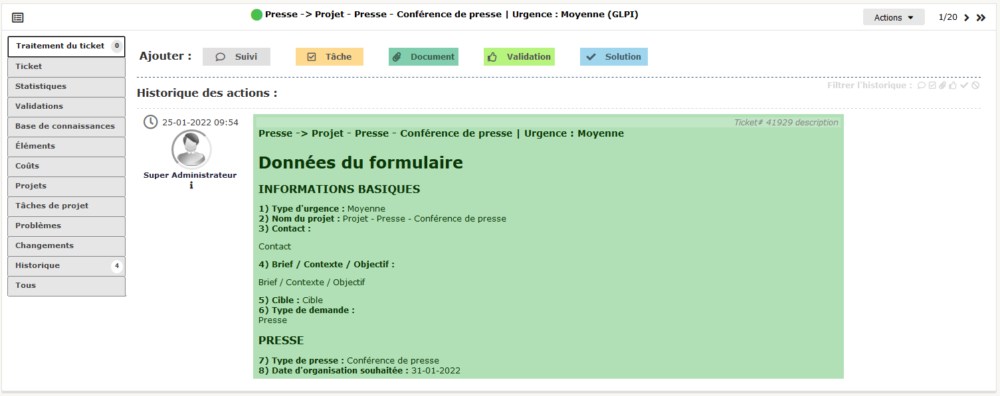 Presse -> Projet - Presse - Conférence de presse | Urgence : Moyenne (GLPI)
Actions
1/20
Traitement du ticket 0
Ticket
Statistiques
Validations
Base de connaissances
Éléments
Coûts
Projets
Tâches de projet
Problèmes
Changements
Historique 4
Tous
Ajouter : Suivi Tâche Document Validation Solution
Filtrer l'historique :
Historique des actions :
25-01-2022 09:54
Super Administrateur
Ticket# 41929 description
Presse -> Projet - Presse - Conférence de presse | Urgence : Moyenne
Données du formulaire
INFORMATIONS BASIQUES
1) Type d'urgence : Moyenne
2) Nom du projet : Projet - Presse - Conférence de presse
3) Contact :
Contact
4) Brief / Contexte / Objectif :
Brief / Contexte / Objectif
5) Cible : Cible
6) Type de demande :
Presse
PRESSE
7) Type de presse : Conférence de presse
8) Date d'organisation souhaitée : 31-01-2022